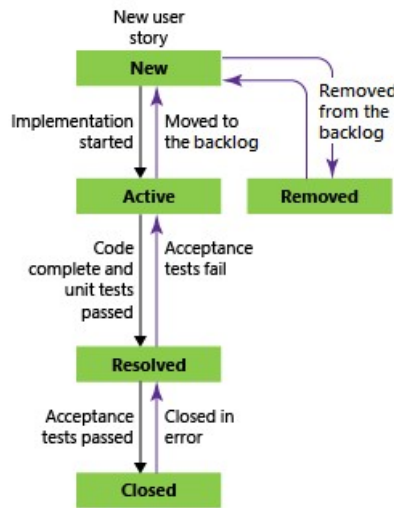 New user
story
New
Implementation
started
Moved to
the backlog
Removed
from the
backlog
Active
Removed
Code
complete and
unit tests
passed
Acceptance
tests fail
Resolved
Acceptance
tests passed
Closed in
error
Closed